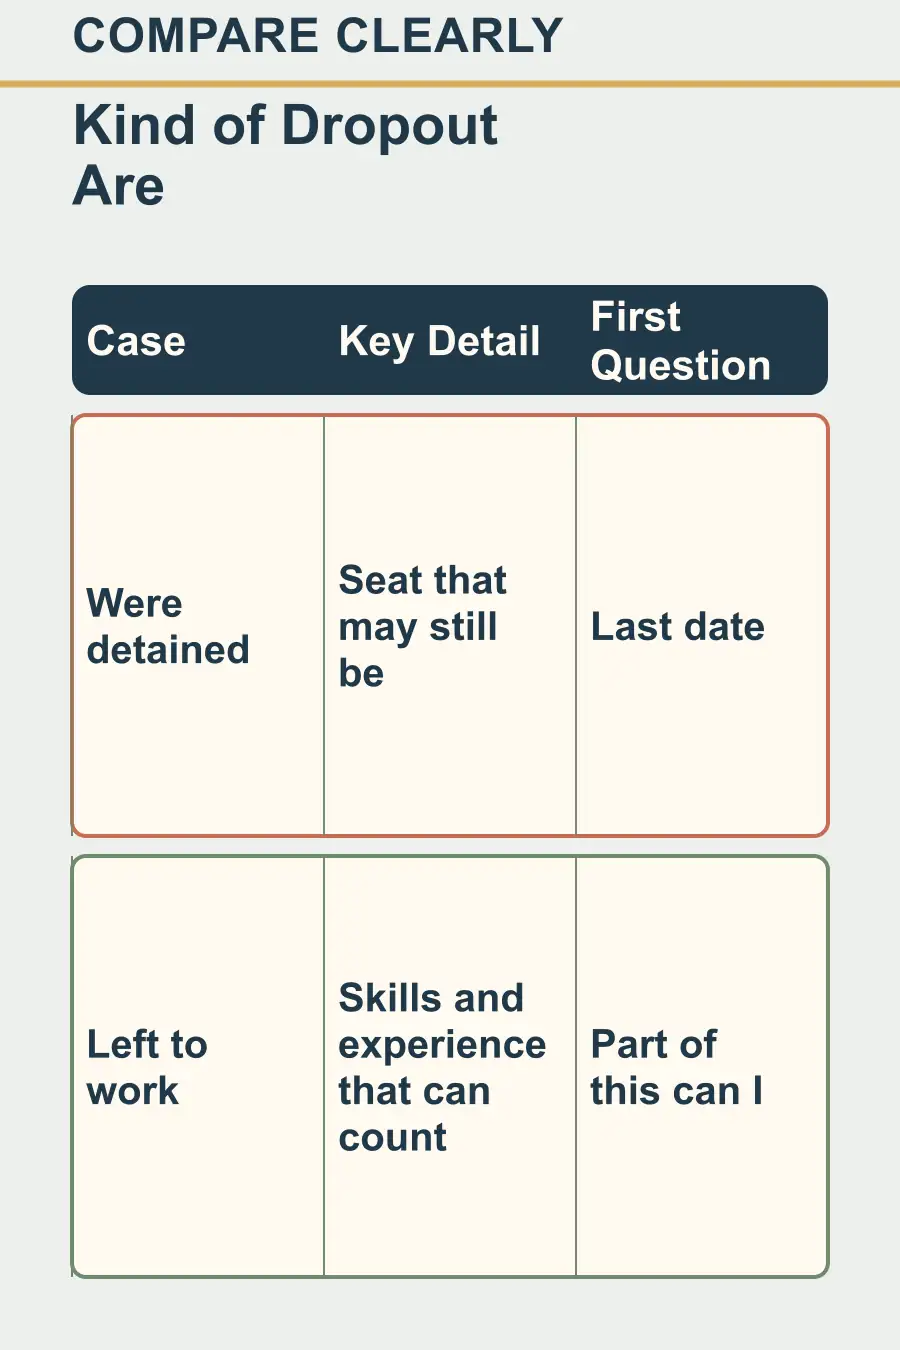 COMPARE CLEARLY
Kind of Dropout
Are
Case
Key Detail
First
Question
Were
detained
Seat that
may still
be
Last date
Left to
work
Skills and
experience
that can
count
Part of
this can I